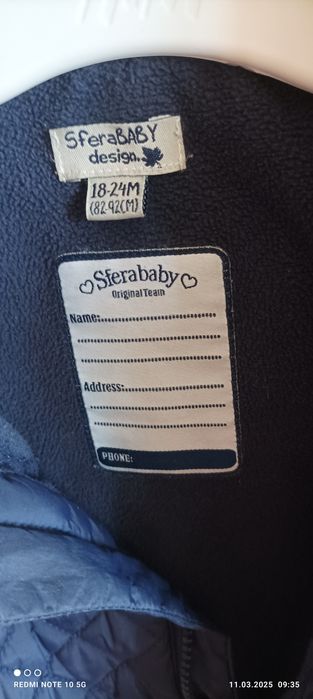 SferaBABY
design.
18-24M
(82-92CM)
Sferababy
Original Team
Name:
Address:
PHONE:
REDMI NOTE 10 5G
11.03.2025 09:35